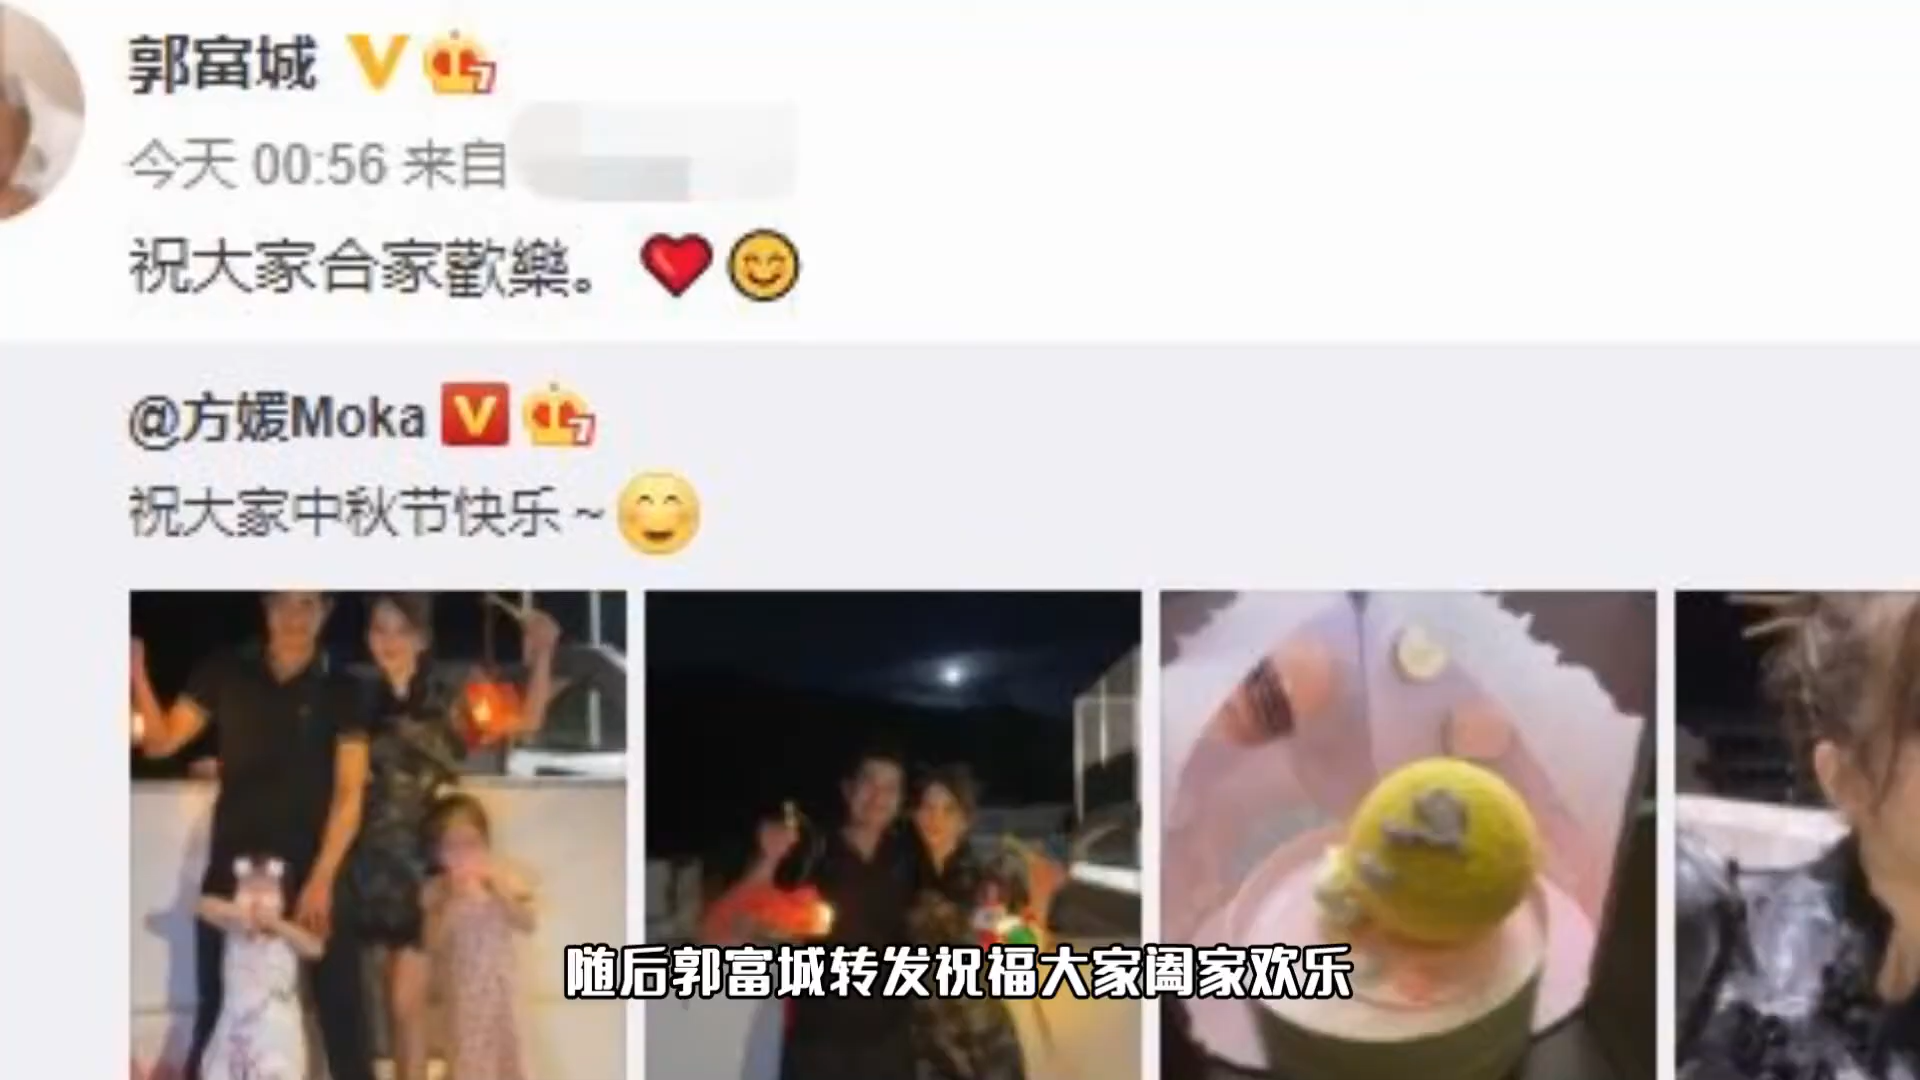 郭富城
今天 00:56 来自
祝大家合家歡樂。
@方媛Moka
祝大家中秋节快乐~
随后郭富城转发祝福大家阖家欢乐